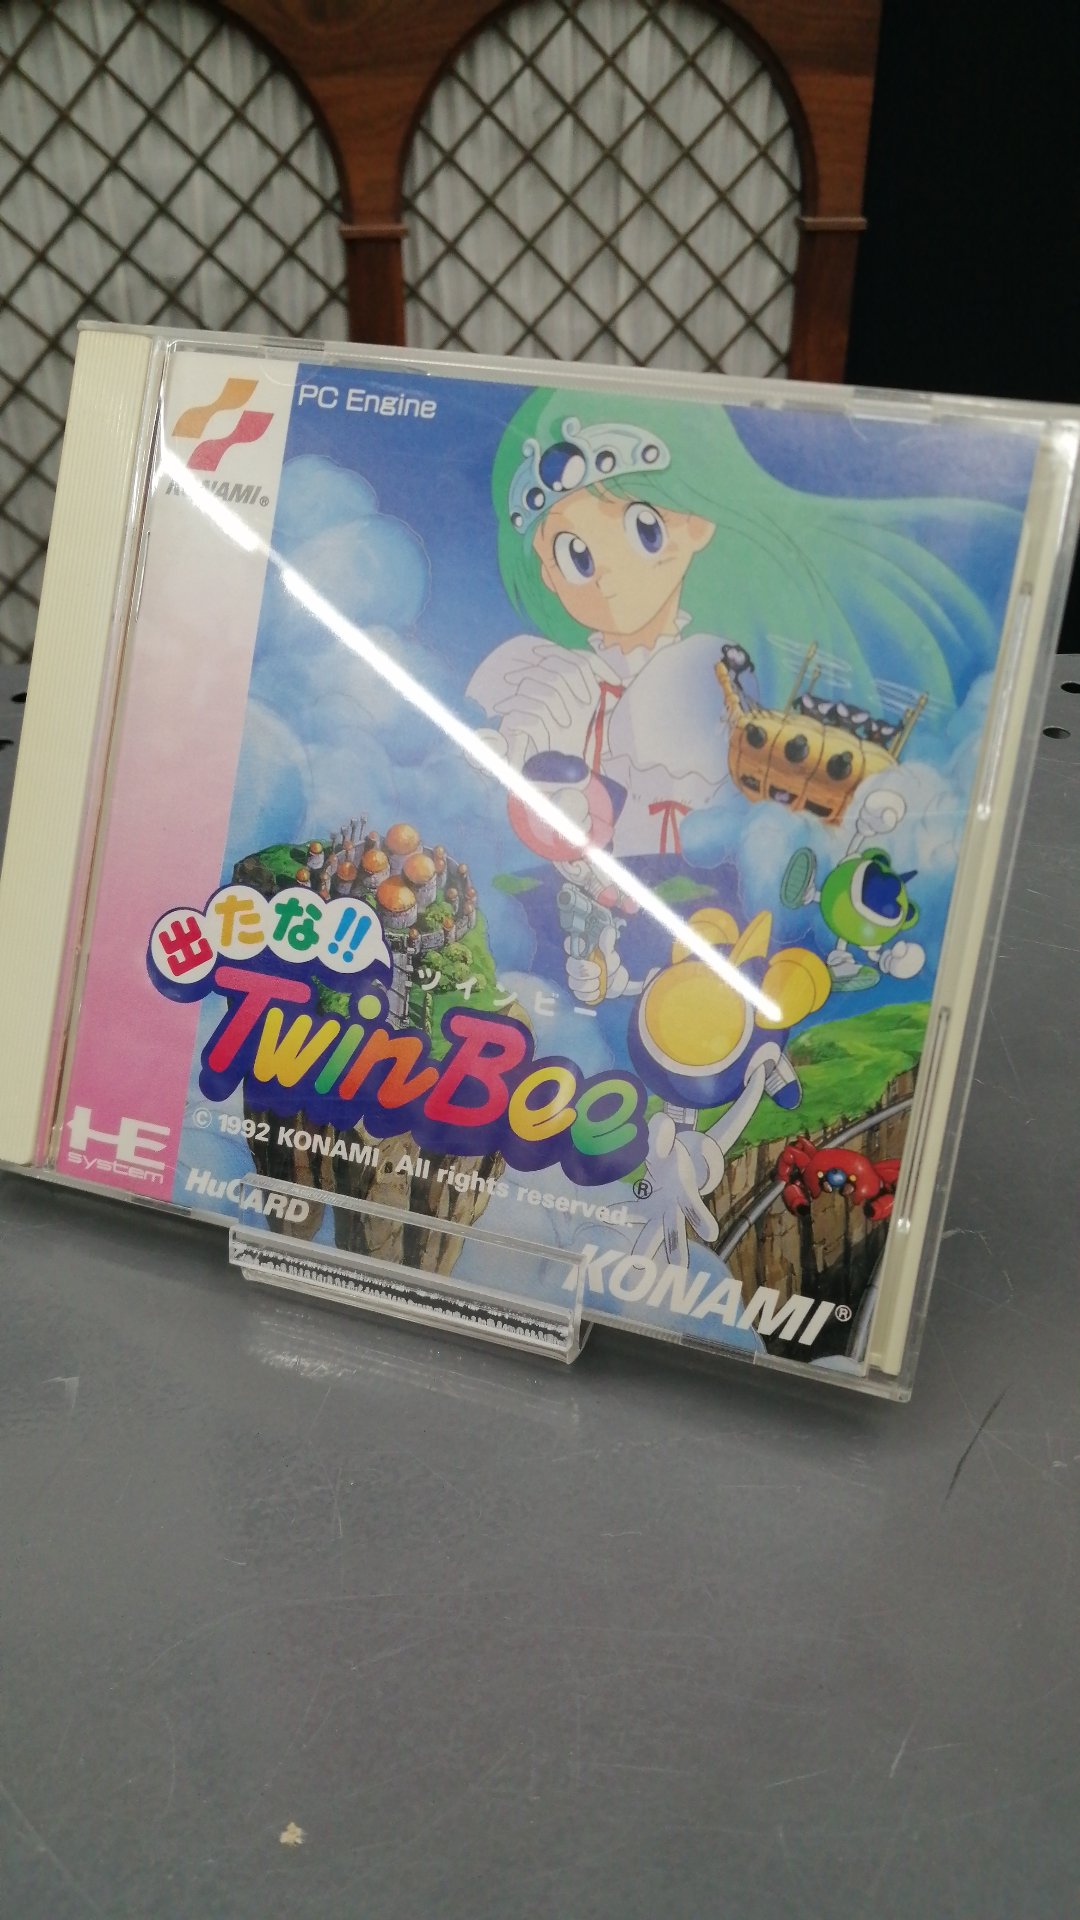 KONAMI®
PC Engine
出たな!!
ツインビー
TwinBee®
© 1992 KONAMI All rights reserved.
HE
system
HuCARD
KONAMI®